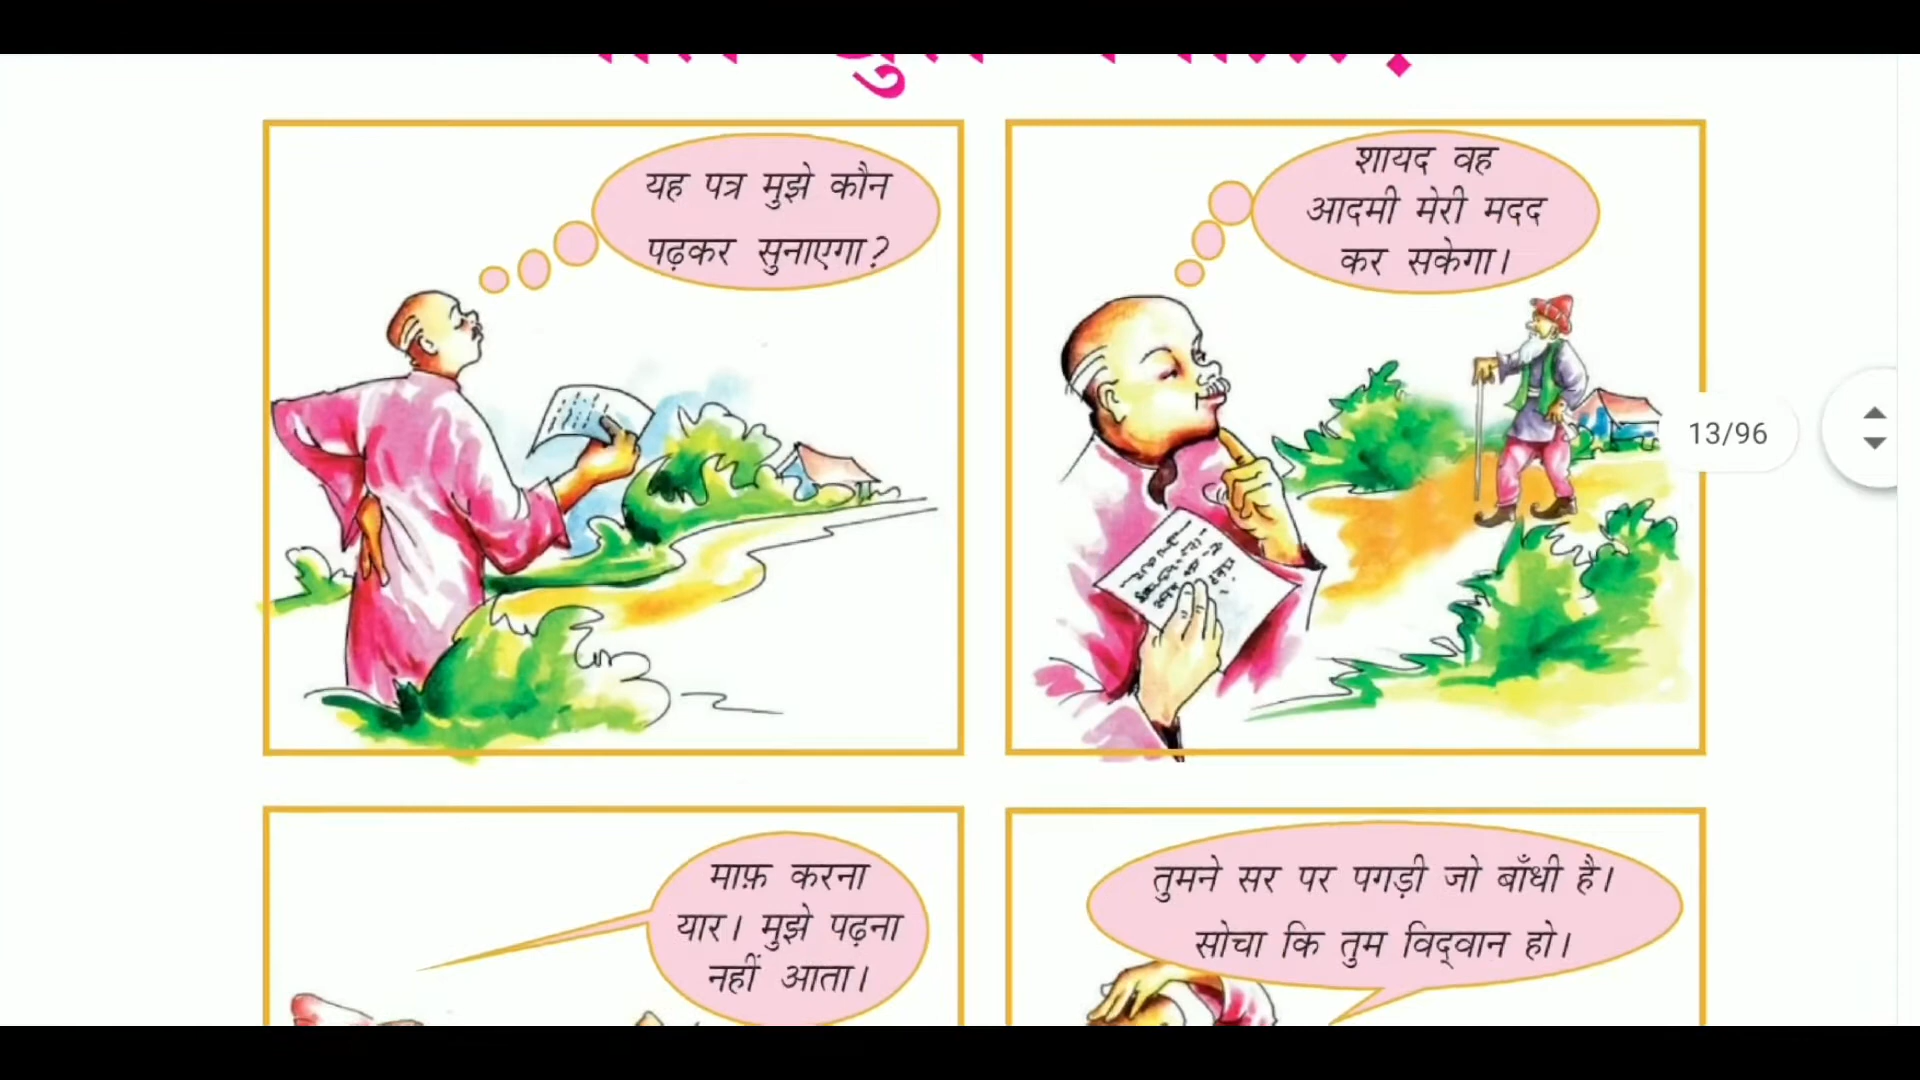 यह पत्र मुझे कौन
पढ़कर सुनाएगा?
शायद वह
आदमी मेरी मदद
कर सकेगा।
13/96
माफ़ करना
यार। मुझे पढ़ना
नहीं आता।
तुमने सर पर पगड़ी जो बाँधी है।
सोचा कि तुम विद्‌वान हो।